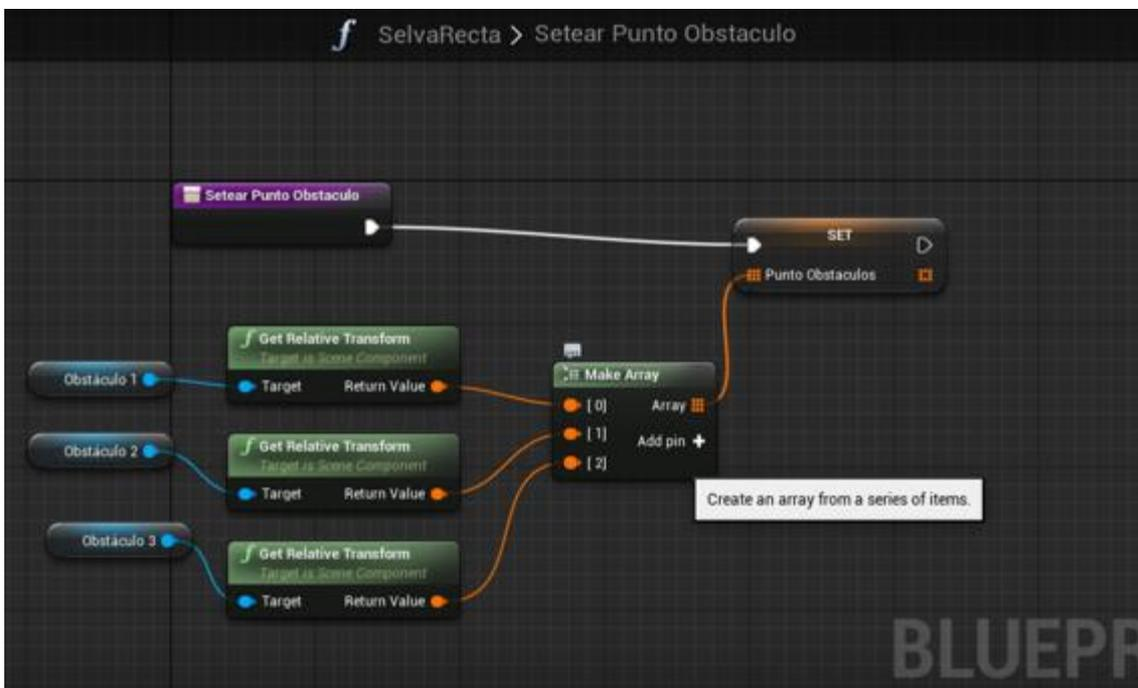 f SelvaRecta > Setear Punto Obstaculo
Setear Punto Obstaculo
SET
Punto Obstaculos
f Get Relative Transform
Target is Scene Component
Obstáculo 1
Target Return Value
Make Array
[0] Array
[1] Add pin +
[2]
f Get Relative Transform
Target is Scene Component
Obstáculo 2
Target Return Value
Create an array from a series of items.
f Get Relative Transform
Target is Scene Component
Obstáculo 3
Target Return Value
BLUEPR